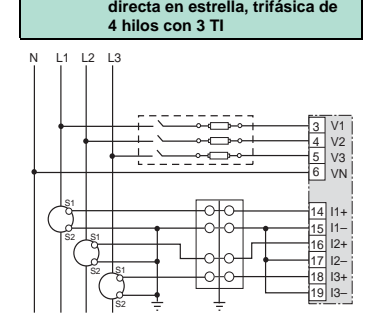 directa en estrella, trifásica de
4 hilos con 3 TI
N L1 L2 L3
3 V1
4 V2
5 V3
6 VN
S1
14 I1+
15 I1–
S2
S1
16 I2+
17 I2–
S2
S1
18 I3+
19 I3–
S2